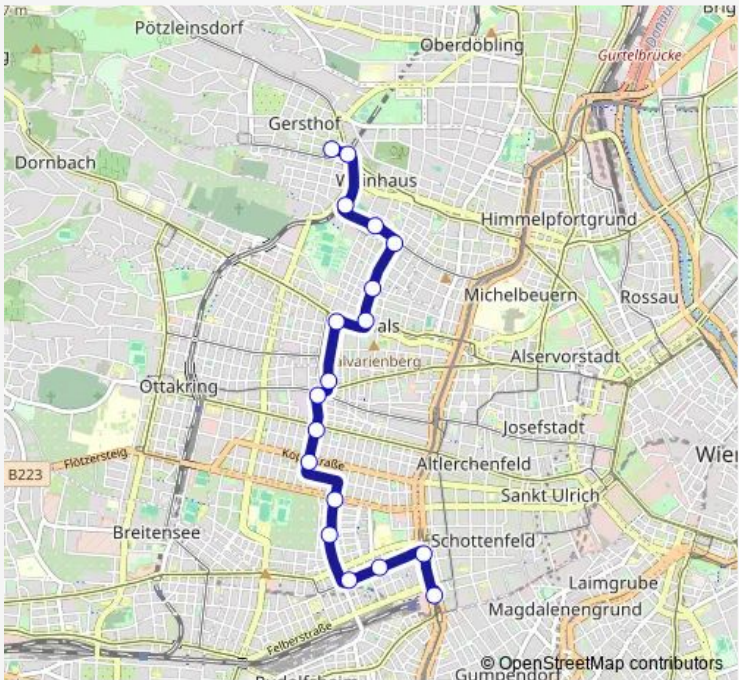 7 m
Pötzleinsdorf
Oberdöbling
Gürtelbrücke
Gersthof
Dornbach
Himmelpfortgrund
Michelbeuern
Rossau
Alservorstadt
Ottakring
Josefstadt
Flötzersteig
Altlerchenfeld
B223
Sankt Ulrich
Breitensee
Schottenfeld
Laimgrube
Magdalenengrund
Felberstraße
© OpenStreetMap contributors